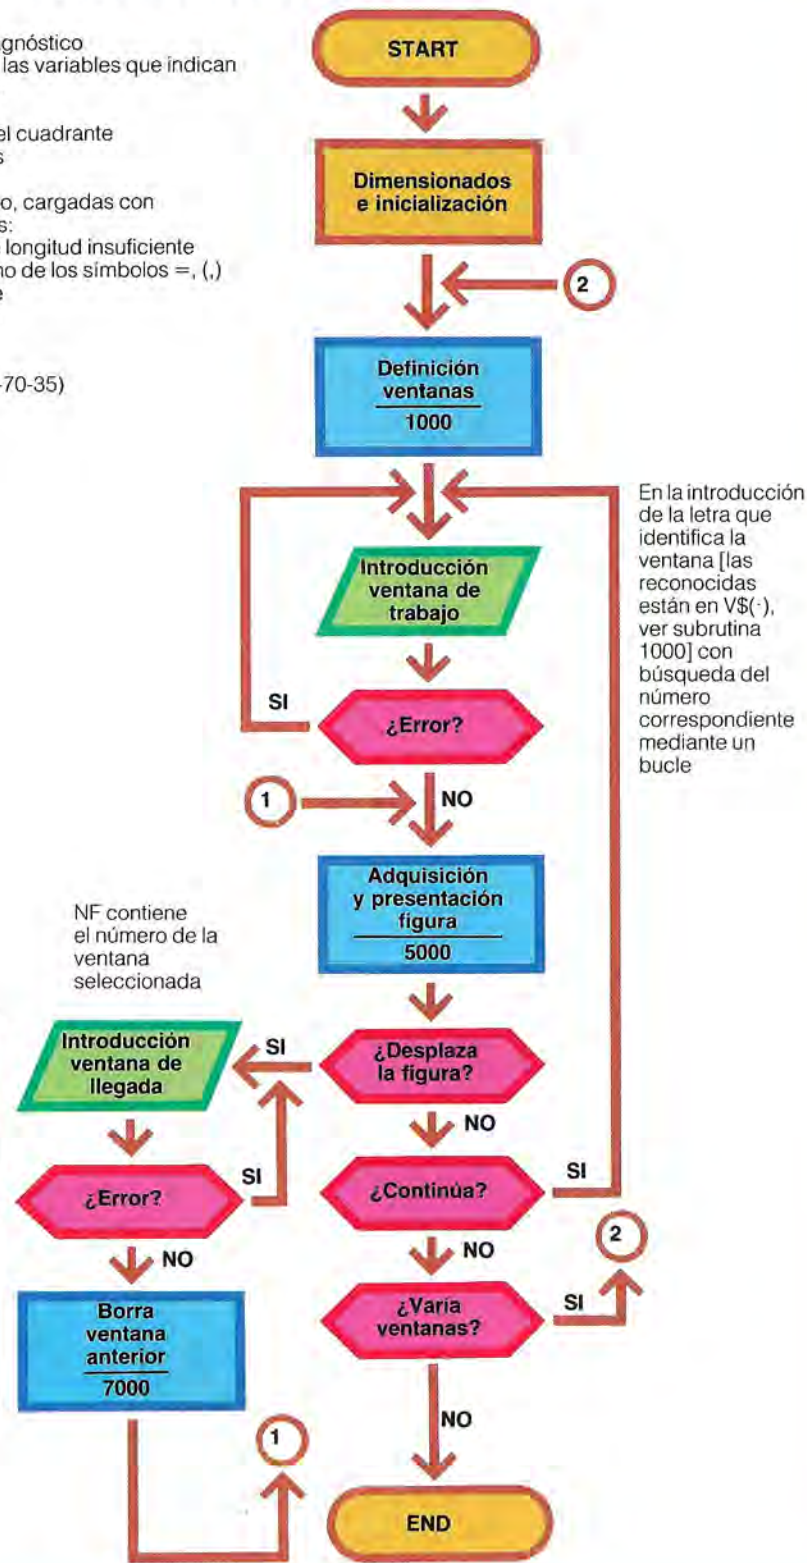 gnóstico
las variables que indican
el cuadrante
s
o, cargadas con
s:
longitud insuficiente
no de los símbolos =, (,)
e
-70-35)
START
Dimensionados
e inicialización
2
Definición
ventanas
1000
En la introducción
de la letra que
identifica la
ventana [las
reconocidas
están en V$(·),
ver subrutina
1000] con
búsqueda del
número
correspondiente
mediante un
bucle
Introducción
ventana de
trabajo
SI
¿Error?
1
NO
Adquisición
y presentación
figura
5000
NF contiene
el número de la
ventana
seleccionada
Introducción
ventana de
llegada
SI
¿Desplaza
la figura?
NO
¿Error?
SI
¿Continúa?
SI
NO
NO
2
Borra
ventana
anterior
7000
¿Varía
ventanas?
SI
NO
1
END